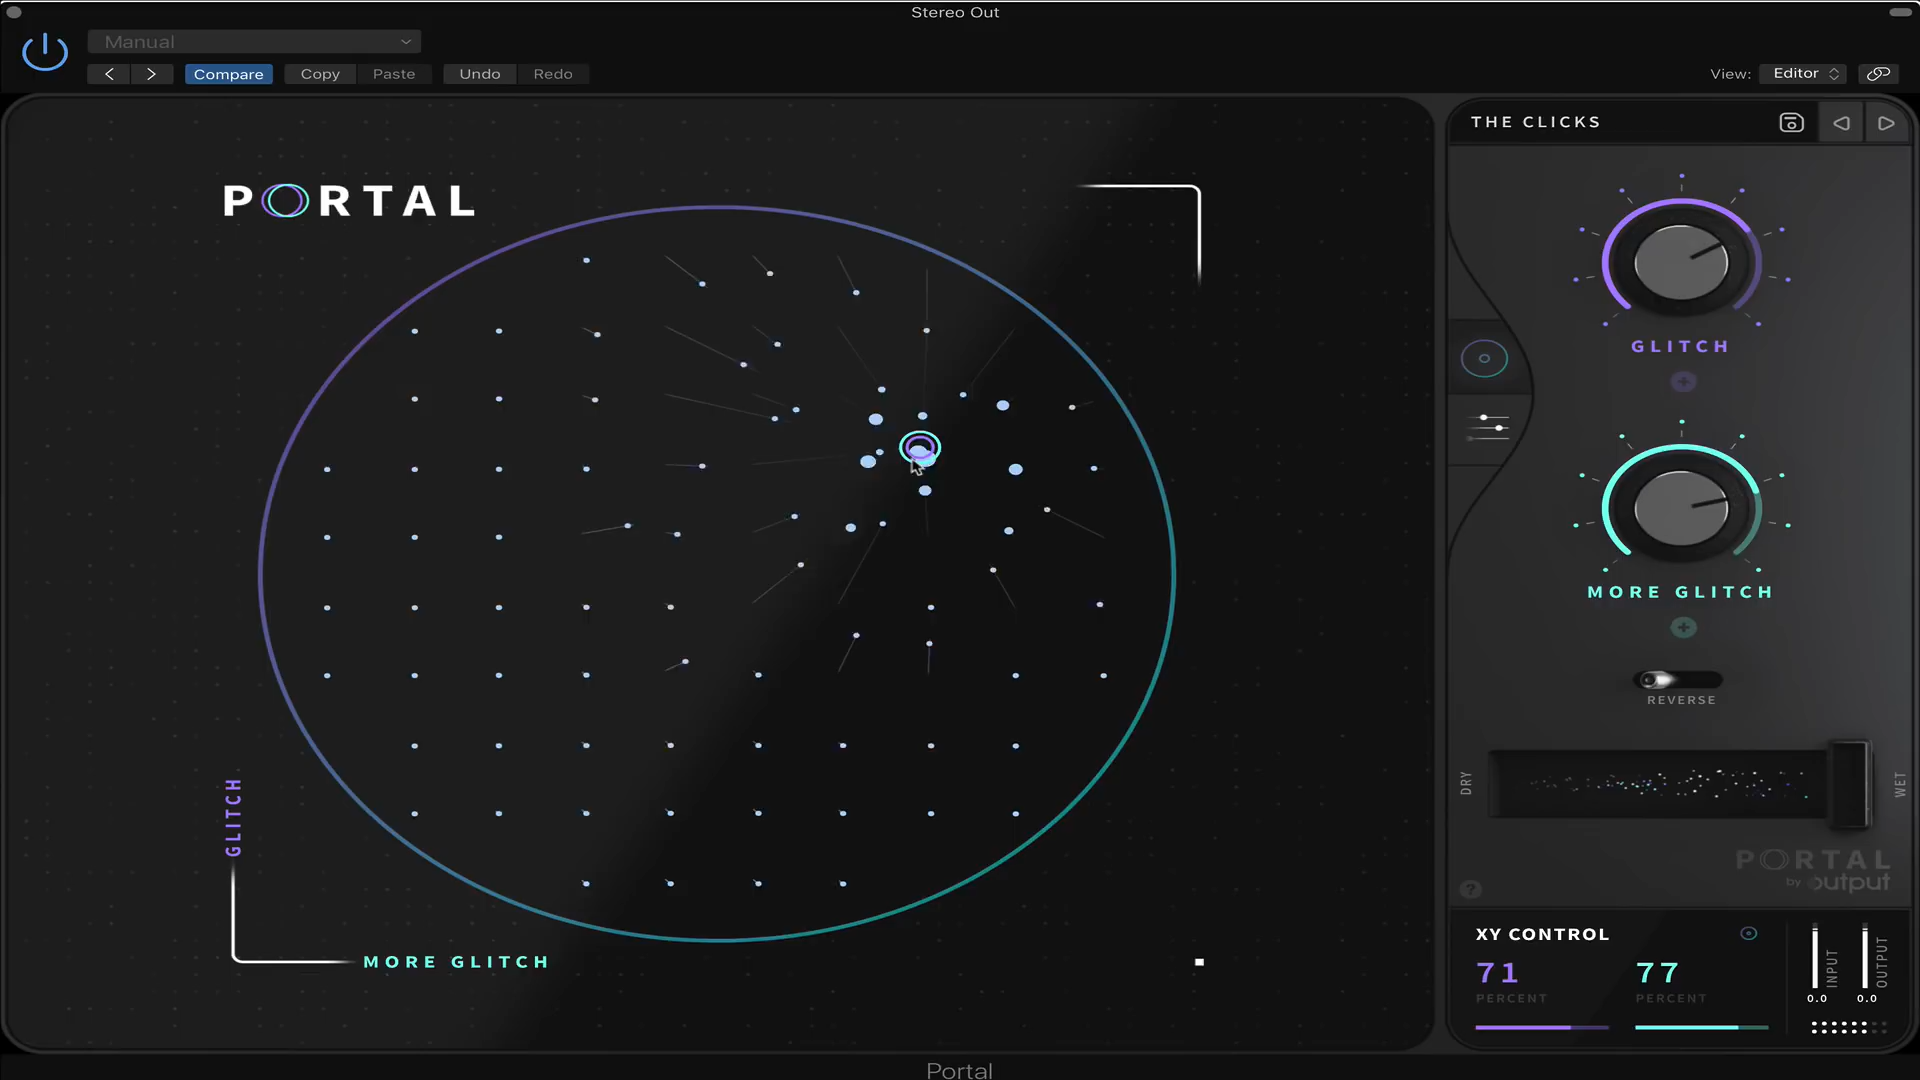 Stereo Out
Manual
Compare Copy Paste Undo Redo
View: Editor
PORTAL
GLITCH
MORE GLITCH
THE CLICKS
GLITCH
MORE GLITCH
REVERSE
DRY
WET
PORTAL
by output
?
XY CONTROL
71 77
PERCENT PERCENT
INPUT
OUTPUT
0.0 0.0
Portal